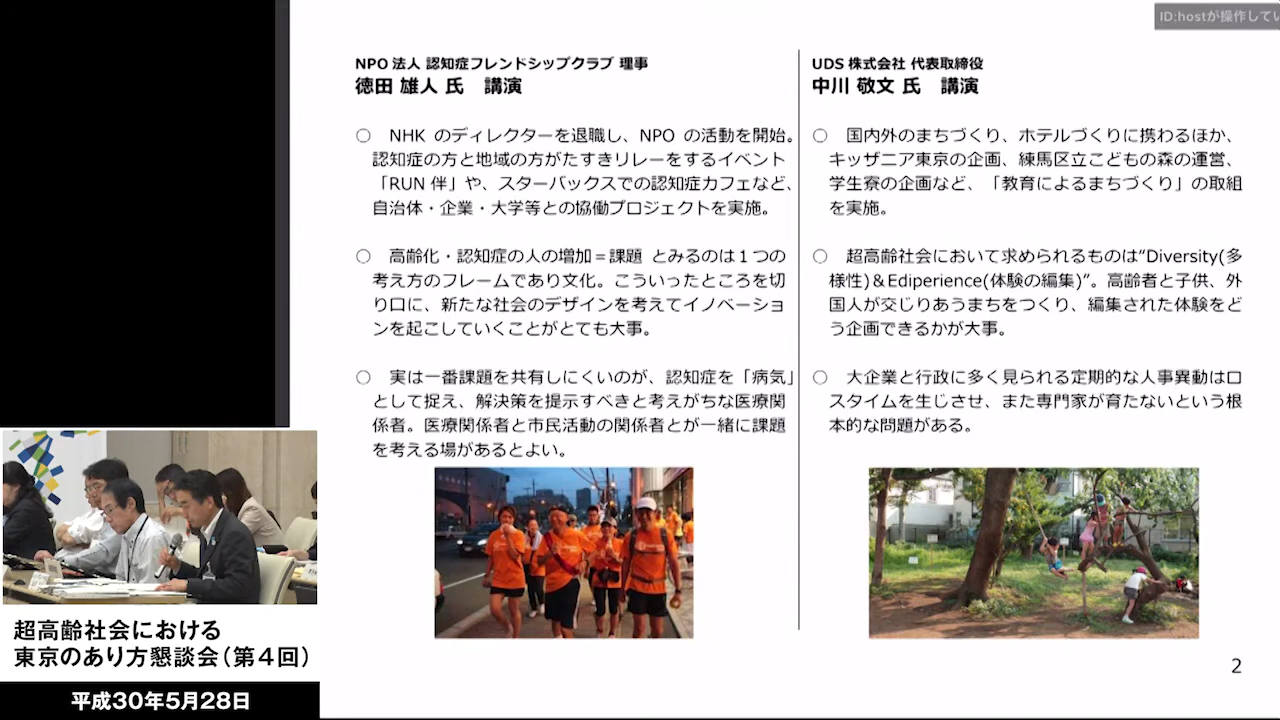 ID:hostが操作してい
NPO 法人 認知症フレンドシップクラブ 理事
徳田 雄人 氏　講演
○　NHK のディレクターを退職し、NPO の活動を開始。
認知症の方と地域の方がたすきリレーをするイベント
「RUN 伴」や、スターバックスでの認知症カフェなど、
自治体・企業・大学等との協働プロジェクトを実施。
○　高齢化・認知症の人の増加＝課題 とみるのは１つの
考え方のフレームであり文化。こういったところを切
り口に、新たな社会のデザインを考えてイノベーショ
ンを起こしていくことがとても大事。
○　実は一番課題を共有しにくいのが、認知症を「病気」
として捉え、解決策を提示すべきと考えがちな医療関
係者。医療関係者と市民活動の関係者とが一緒に課題
を考える場があるとよい。
UDS 株式会社 代表取締役
中川 敬文 氏　講演
○　国内外のまちづくり、ホテルづくりに携わるほか、
キッザニア東京の企画、練馬区立こどもの森の運営、
学生寮の企画など、「教育によるまちづくり」の取組
を実施。
○　超高齢社会において求められるものは“Diversity(多
様性)＆Ediperience(体験の編集)”。高齢者と子供、外
国人が交じりあうまちをつくり、編集された体験をど
う企画できるかが大事。
○　大企業と行政に多く見られる定期的な人事異動はロ
スタイムを生じさせ、また専門家が育たないという根
本的な問題がある。
2
超高齢社会における
東京のあり方懇談会（第４回）
平成30年5月28日